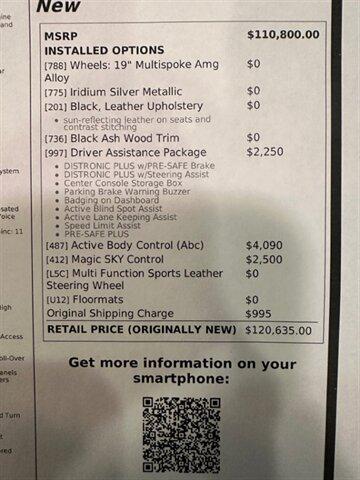 New
MSRP $110,800.00
INSTALLED OPTIONS
[788] Wheels: 19" Multispoke Amg $0
Alloy
[775] Iridium Silver Metallic $0
[201] Black, Leather Upholstery $0
• sun-reflecting leather on seats and
contrast stitching
[736] Black Ash Wood Trim $0
[997] Driver Assistance Package $2,250
• DISTRONIC PLUS w/PRE-SAFE Brake
• DISTRONIC PLUS w/Steering Assist
• Center Console Storage Box
• Parking Brake Warning Buzzer
• Badging on Dashboard
• Active Blind Spot Assist
• Active Lane Keeping Assist
• Speed Limit Assist
• PRE-SAFE PLUS
[487] Active Body Control (Abc) $4,090
[412] Magic SKY Control $2,500
[L5C] Multi Function Sports Leather $0
Steering Wheel
[U12] Floormats $0
Original Shipping Charge $995
RETAIL PRICE (ORIGINALLY NEW) $120,635.00
Get more information on your
smartphone:
and
inc: 11
Access
Turn